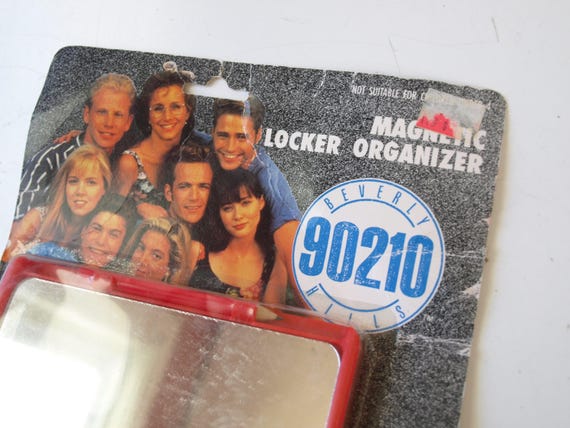 NOT SUITABLE FOR
MAGNETIC
LOCKER ORGANIZER
BEVERLY
90210
HILLS